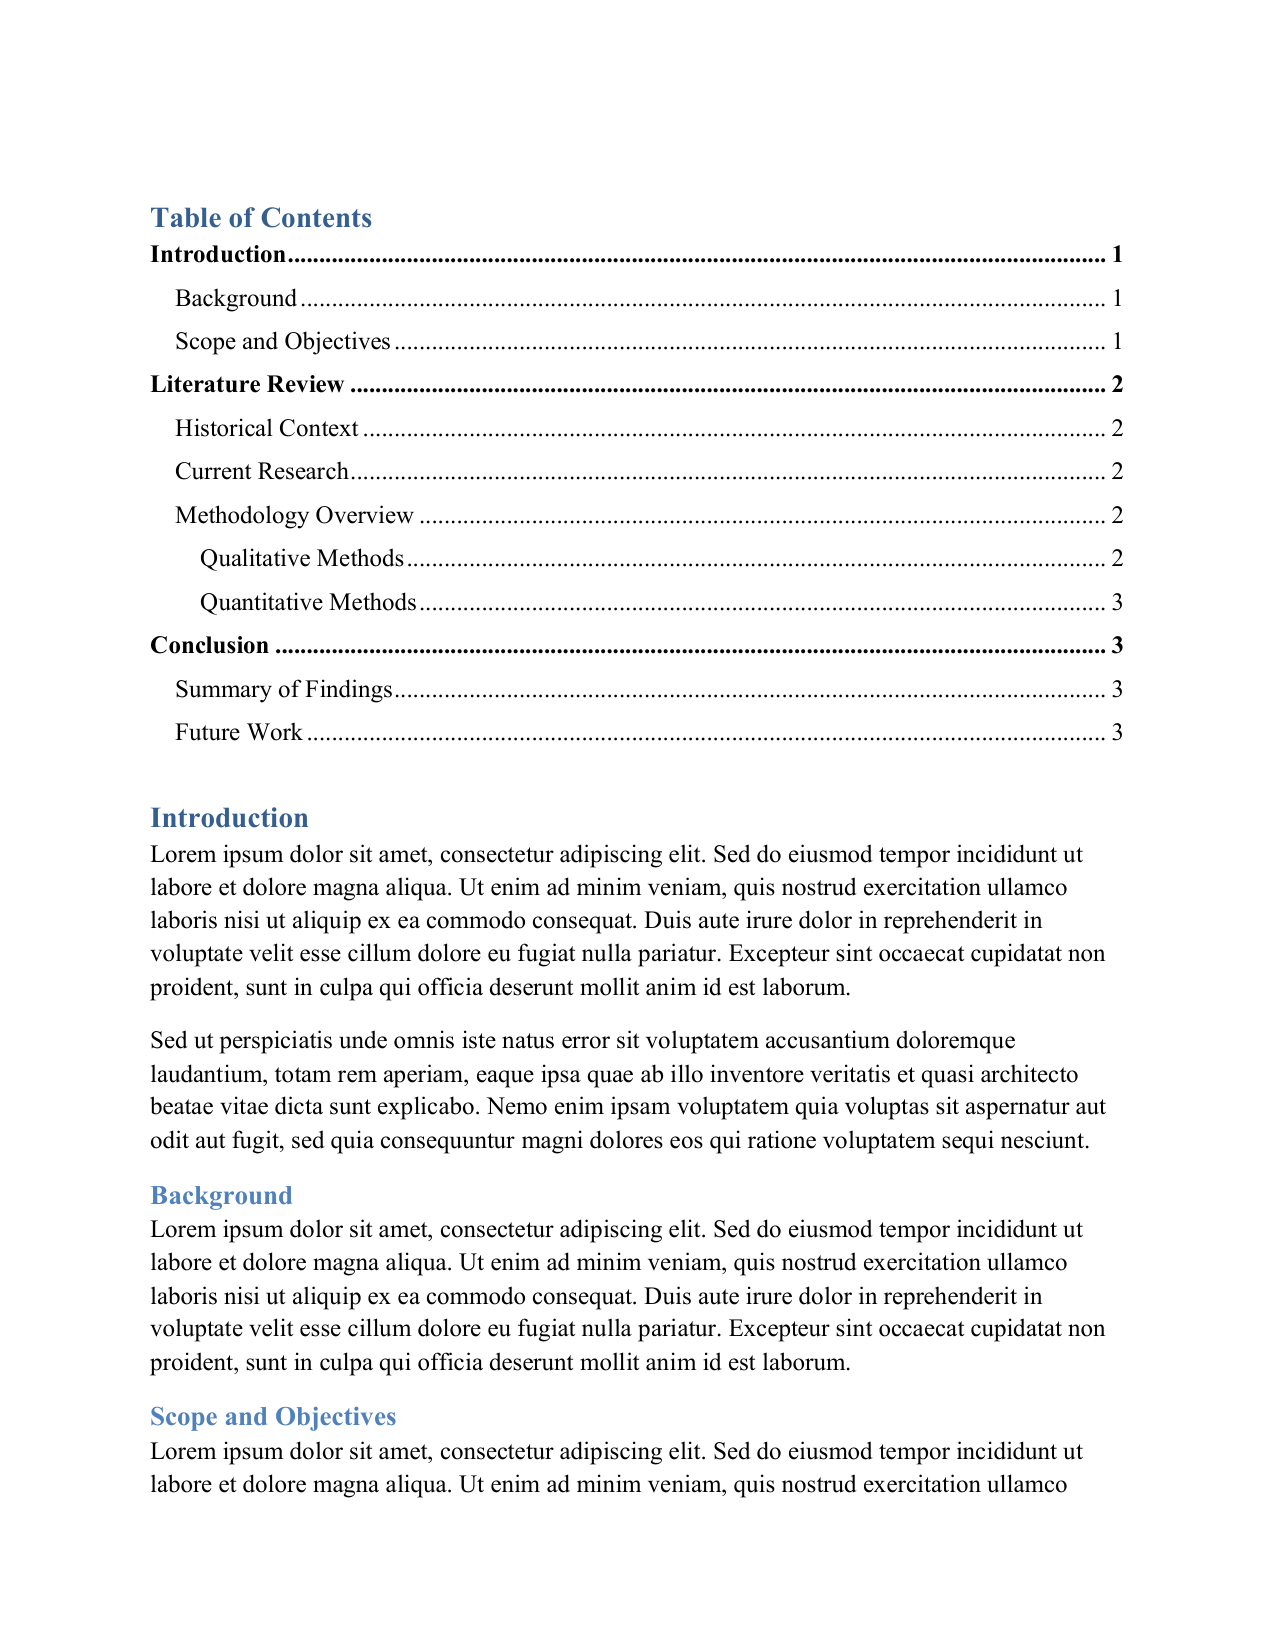 Table of Contents
Introduction.................................................................................................................................. 1
Background................................................................................................................................. 1
Scope and Objectives.................................................................................................................. 1
Literature Review ........................................................................................................................ 2
Historical Context ....................................................................................................................... 2
Current Research......................................................................................................................... 2
Methodology Overview .............................................................................................................. 2
Qualitative Methods................................................................................................................ 2
Quantitative Methods.............................................................................................................. 3
Conclusion .................................................................................................................................... 3
Summary of Findings.................................................................................................................. 3
Future Work ................................................................................................................................ 3
Introduction
Lorem ipsum dolor sit amet, consectetur adipiscing elit. Sed do eiusmod tempor incididunt ut
labore et dolore magna aliqua. Ut enim ad minim veniam, quis nostrud exercitation ullamco
laboris nisi ut aliquip ex ea commodo consequat. Duis aute irure dolor in reprehenderit in
voluptate velit esse cillum dolore eu fugiat nulla pariatur. Excepteur sint occaecat cupidatat non
proident, sunt in culpa qui officia deserunt mollit anim id est laborum.
Sed ut perspiciatis unde omnis iste natus error sit voluptatem accusantium doloremque
laudantium, totam rem aperiam, eaque ipsa quae ab illo inventore veritatis et quasi architecto
beatae vitae dicta sunt explicabo. Nemo enim ipsam voluptatem quia voluptas sit aspernatur aut
odit aut fugit, sed quia consequuntur magni dolores eos qui ratione voluptatem sequi nesciunt.
Background
Lorem ipsum dolor sit amet, consectetur adipiscing elit. Sed do eiusmod tempor incididunt ut
labore et dolore magna aliqua. Ut enim ad minim veniam, quis nostrud exercitation ullamco
laboris nisi ut aliquip ex ea commodo consequat. Duis aute irure dolor in reprehenderit in
voluptate velit esse cillum dolore eu fugiat nulla pariatur. Excepteur sint occaecat cupidatat non
proident, sunt in culpa qui officia deserunt mollit anim id est laborum.
Scope and Objectives
Lorem ipsum dolor sit amet, consectetur adipiscing elit. Sed do eiusmod tempor incididunt ut
labore et dolore magna aliqua. Ut enim ad minim veniam, quis nostrud exercitation ullamco